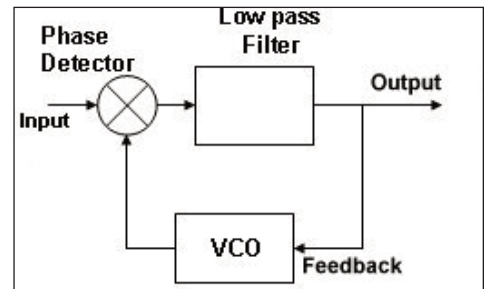 Low pass
Filter
Phase
Detector
Output
Input
VCO
Feedback